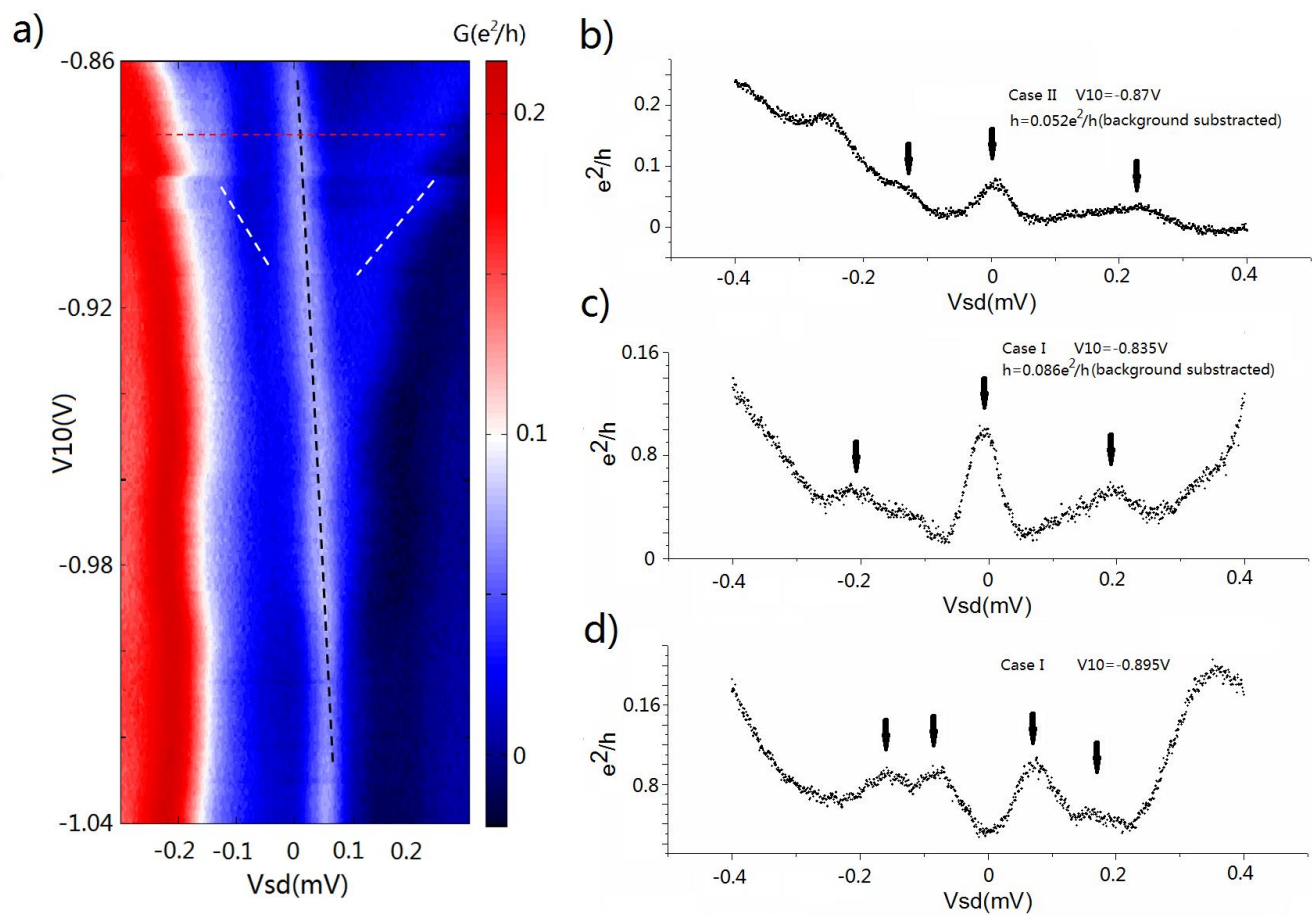 a)
G(e²/h)
-0.86
-0.92
-0.98
-1.04
V10(V)
-0.2 -0.1 0 0.1 0.2
Vsd(mV)
0.2
0.1
0
b)
Case II V10=-0.87V
h=0.052e²/h(background substracted)
0.2
0.1
0
e²/h
-0.4 -0.2 0 0.2 0.4
Vsd(mV)
c)
Case I V10=-0.835V
h=0.086e²/h(background substracted)
0.16
0.8
0
e²/h
-0.4 -0.2 0 0.2 0.4
Vsd(mV)
d)
Case I V10=-0.895V
0.16
0.8
e²/h
-0.4 -0.2 0 0.2 0.4
Vsd(mV)